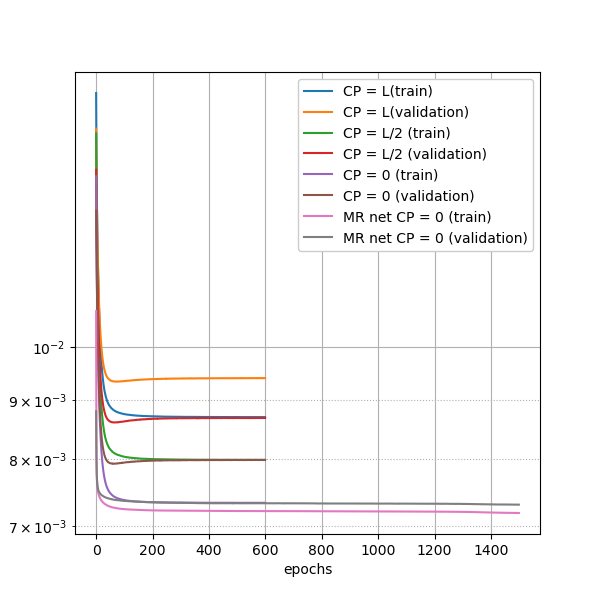 CP = L(train)
CP = L(validation)
CP = L/2 (train)
CP = L/2 (validation)
CP = 0 (train)
CP = 0 (validation)
MR net CP = 0 (train)
MR net CP = 0 (validation)
10⁻²
9 × 10⁻³
8 × 10⁻³
7 × 10⁻³
0 200 400 600 800 1000 1200 1400
epochs